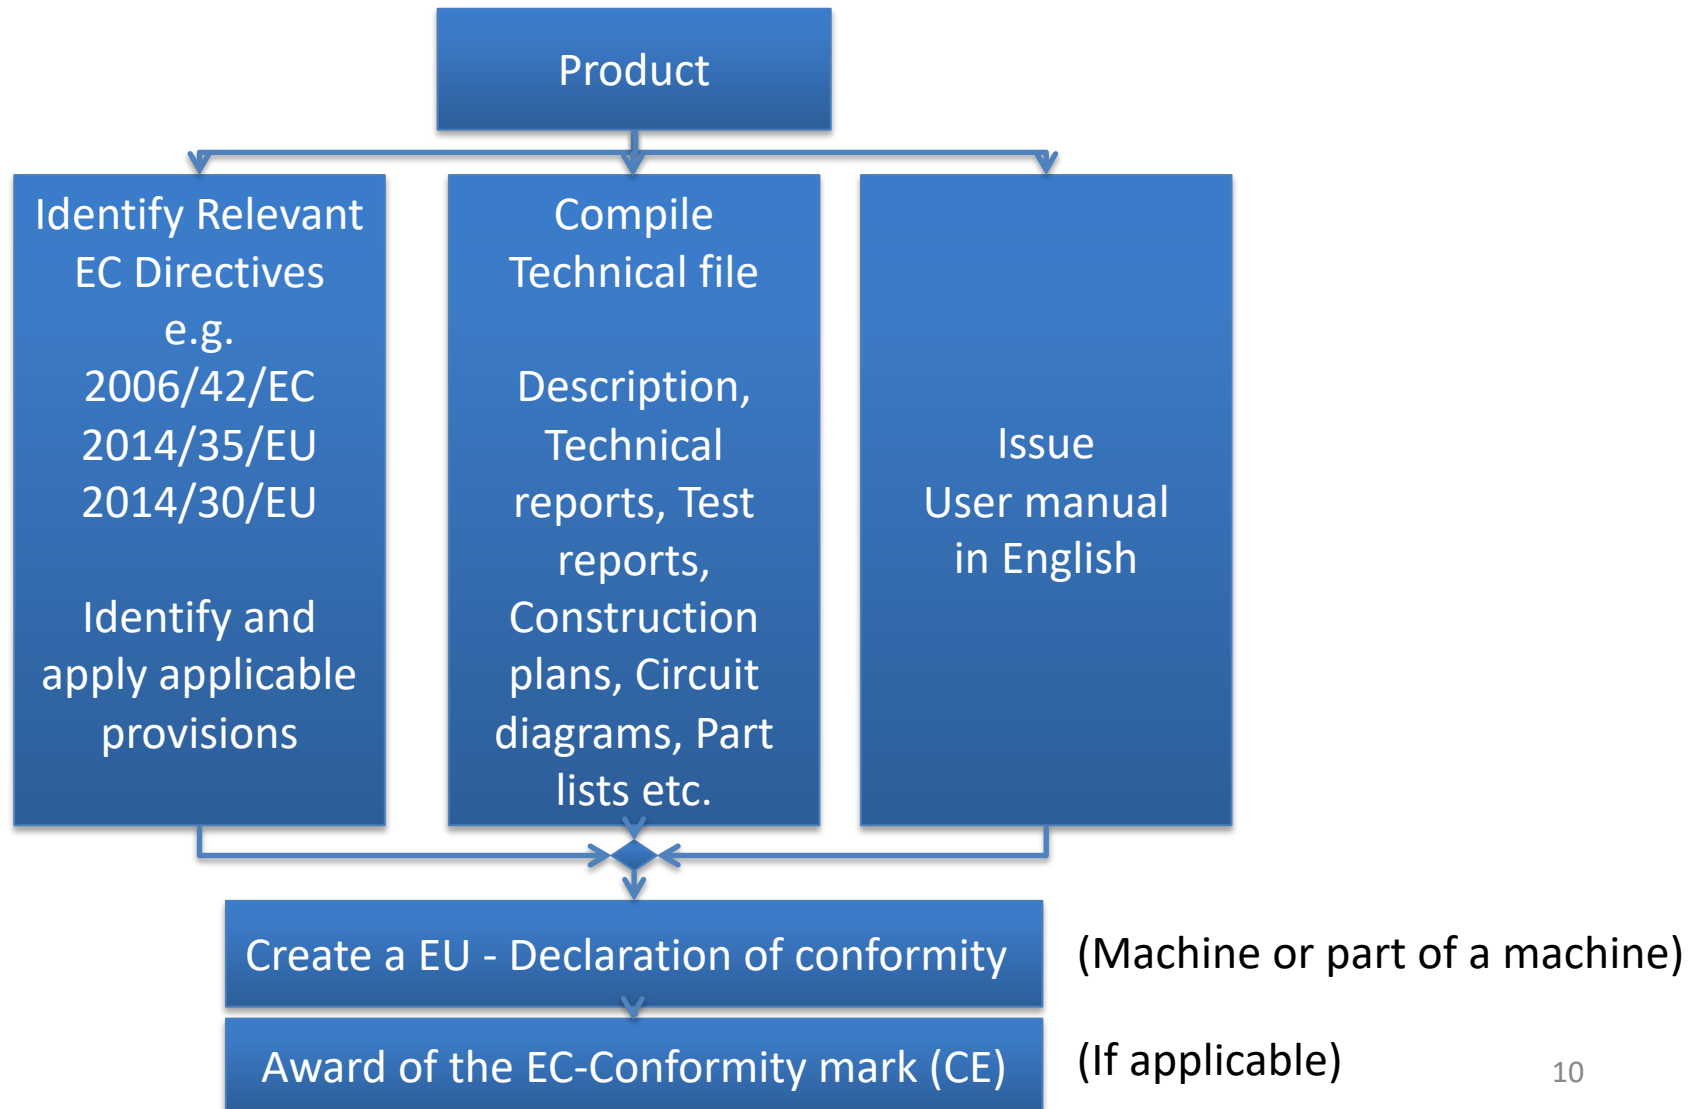 Product
Identify Relevant
EC Directives
e.g.
2006/42/EC
2014/35/EU
2014/30/EU
Identify and
apply applicable
provisions
Compile
Technical file
Description,
Technical
reports, Test
reports,
Construction
plans, Circuit
diagrams, Part
lists etc.
Issue
User manual
in English
Create a EU - Declaration of conformity
(Machine or part of a machine)
Award of the EC-Conformity mark (CE)
(If applicable)
10